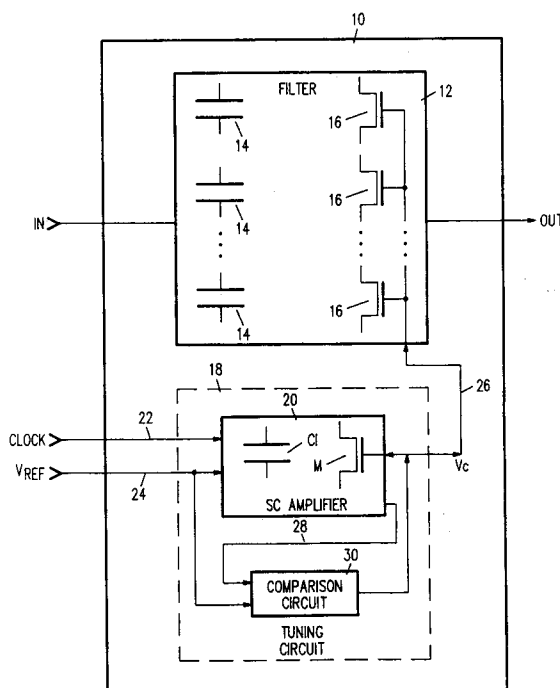 10
FILTER
12
14
16
14
16
IN
OUT
14
16
18
26
20
22
CLOCK
CI
VREF
M
Vc
24
SC AMPLIFIER
28
30
COMPARISON
CIRCUIT
TUNING
CIRCUIT